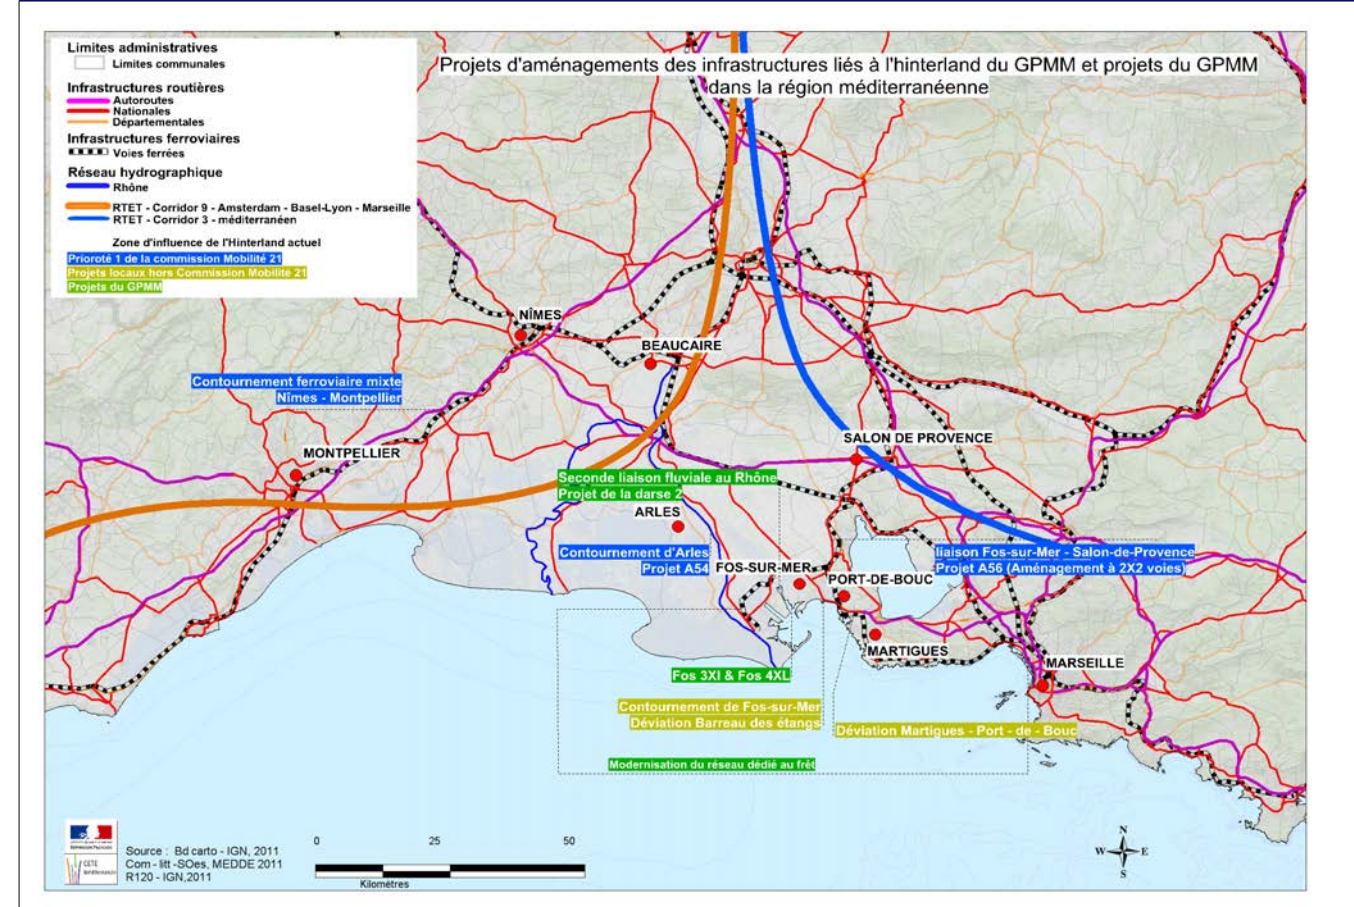 Projets d'aménagements des infrastructures liés à l'hinterland du GPMM et projets du GPMM
dans la région méditerranéenne
Limites administratives
Limites communales
Infrastructures routières
Autoroutes
Nationales
Départementales
Infrastructures ferroviaires
Voies ferrées
Réseau hydrographique
Rhône
RTET - Corridor 9 - Amsterdam - Basel-Lyon - Marseille
RTET - Corridor 3 - méditerranéen
Zone d'influence de l'Hinterland actuel
Prioroté 1 de la commission Mobilité 21
Projets locaux hors Commission Mobilité 21
Projets du GPMM
NÎMES
BEAUCAIRE
Contournement ferroviaire mixte
Nîmes - Montpellier
MONTPELLIER
SALON DE PROVENCE
Seconde liaison fluviale au Rhône
Projet de la darse 2
ARLES
Contournement d'Arles
Projet A54
FOS-SUR-MER
PORT-DE-BOUC
liaison Fos-sur-Mer - Salon-de-Provence
Projet A56 (Aménagement à 2X2 voies)
MARTIGUES
MARSEILLE
Fos 3Xl & Fos 4XL
Contournement de Fos-sur-Mer
Déviation Barreau des étangs
Déviation Martigues - Port - de - Bouc
Modernisation du réseau dédié au frêt
CETE
Source : Bd carto - IGN, 2011
Com - litt -SOes, MEDDE 2011
R120 - IGN,2011
0 25 50
Kilomètres
N
W E
S